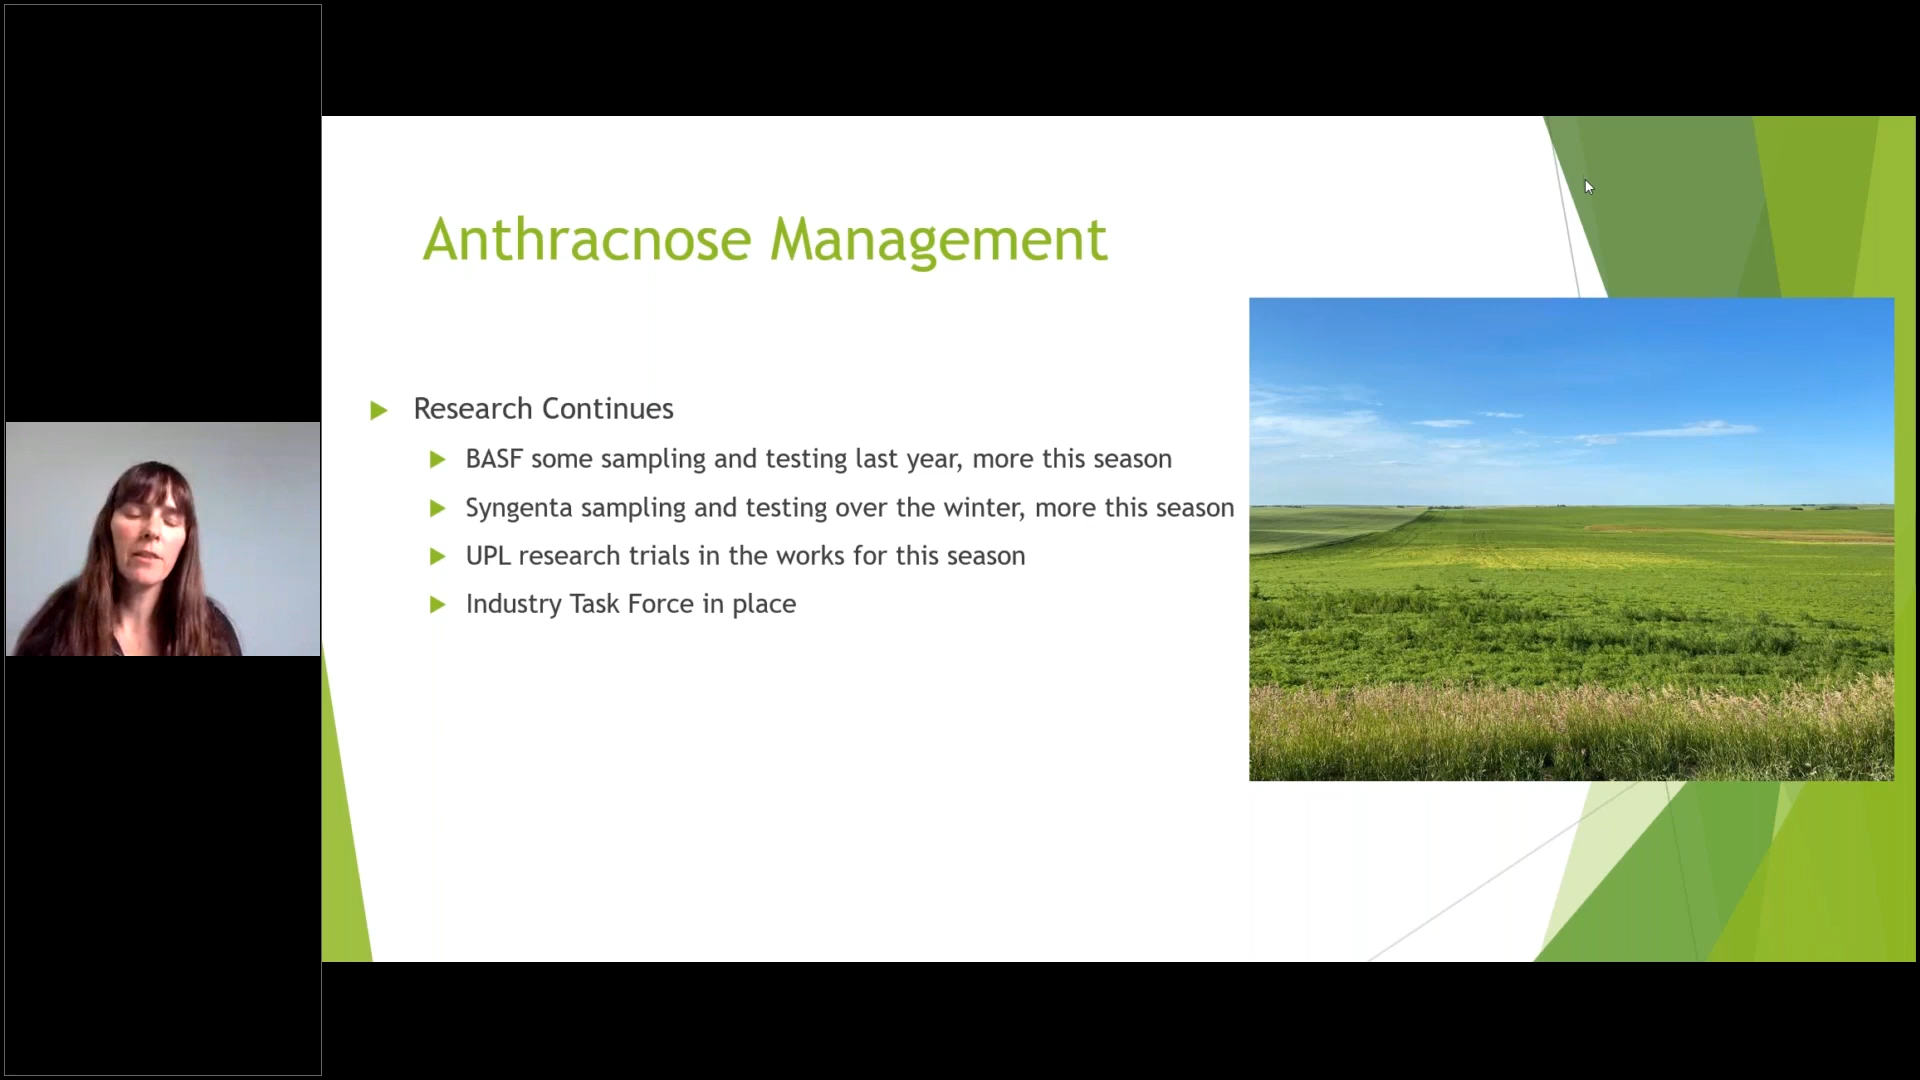 Anthracnose Management
Research Continues
BASF some sampling and testing last year, more this season
Syngenta sampling and testing over the winter, more this season
UPL research trials in the works for this season
Industry Task Force in place